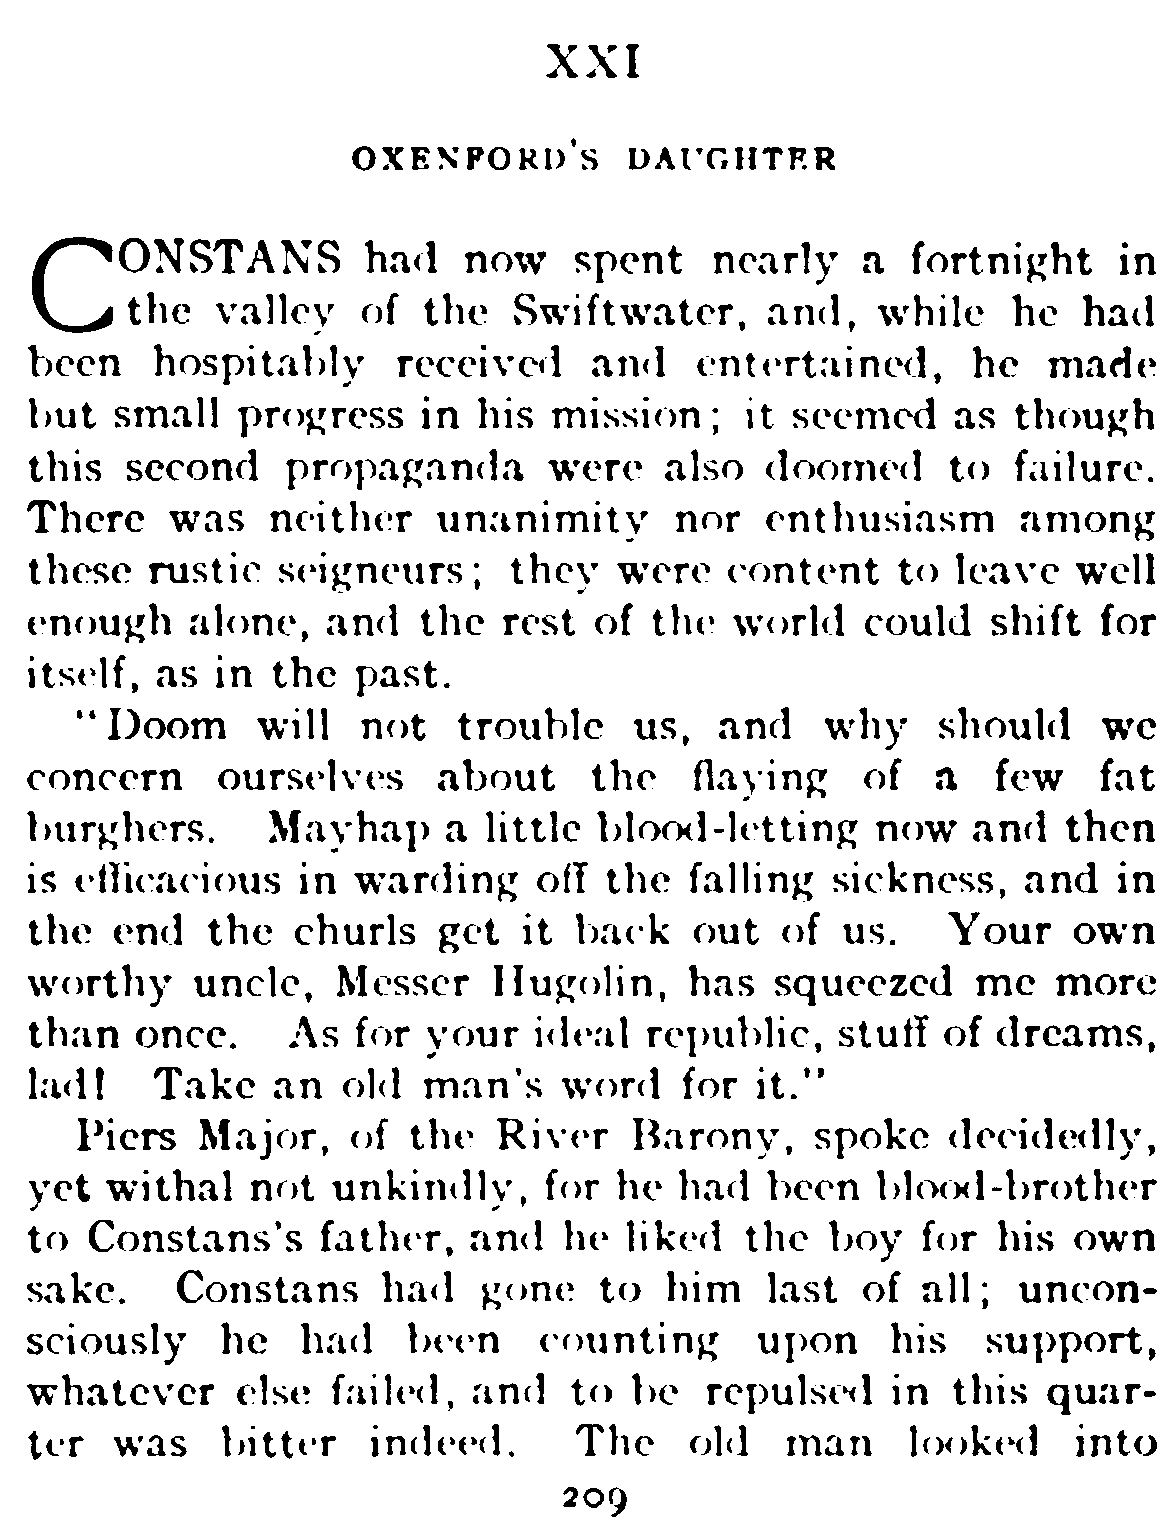 XXI
OXENFORD'S DAUGHTER
CONSTANS had now spent nearly a fortnight in
the valley of the Swiftwater, and, while he had
been hospitably received and entertained, he made
but small progress in his mission; it seemed as though
this second propaganda were also doomed to failure.
There was neither unanimity nor enthusiasm among
these rustic seigneurs; they were content to leave well
enough alone, and the rest of the world could shift for
itself, as in the past.
"Doom will not trouble us, and why should we
concern ourselves about the flaying of a few fat
burghers. Mayhap a little blood-letting now and then
is efficacious in warding off the falling sickness, and in
the end the churls get it back out of us. Your own
worthy uncle, Messer Hugolin, has squeezed me more
than once. As for your ideal republic, stuff of dreams,
lad! Take an old man's word for it."
Piers Major, of the River Barony, spoke decidedly,
yet withal not unkindly, for he had been blood-brother
to Constans's father, and he liked the boy for his own
sake. Constans had gone to him last of all; uncon-
sciously he had been counting upon his support,
whatever else failed, and to be repulsed in this quar-
ter was bitter indeed. The old man looked into
209